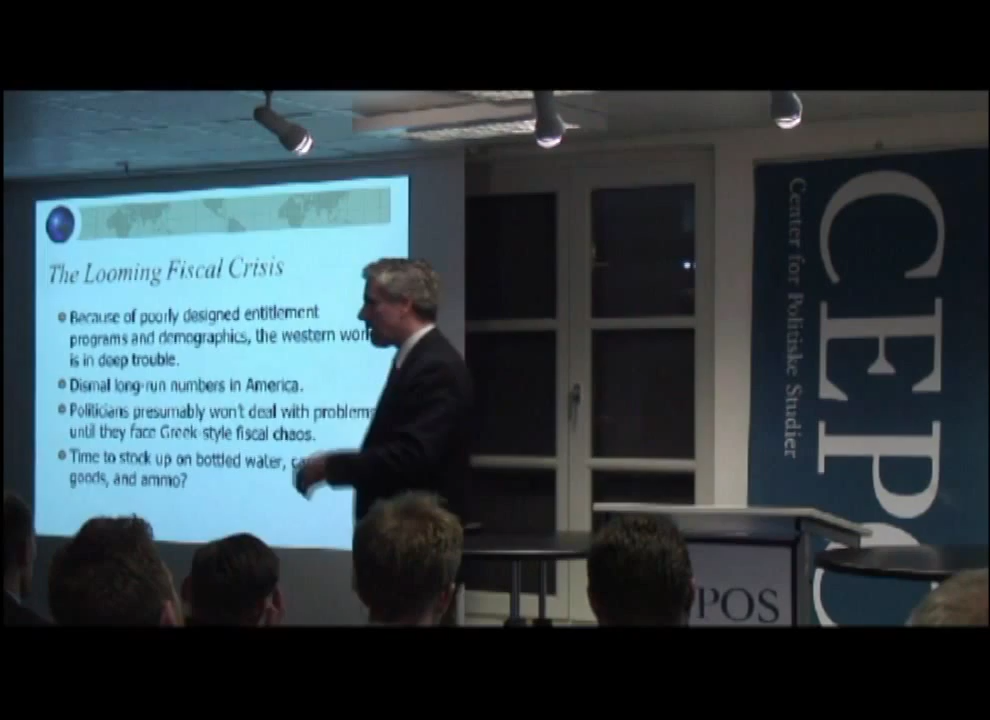 The Looming Fiscal Crisis
Because of poorly designed entitlement
programs and demographics, the western
is in deep trouble.
Dismal long-run numbers in America.
Politicians presumably won't deal with problems
until they face Greek-style fiscal chaos.
Time to stock up on bottled water,
goods, and ammo?
CEPO
Center for Politiske Studier
POS